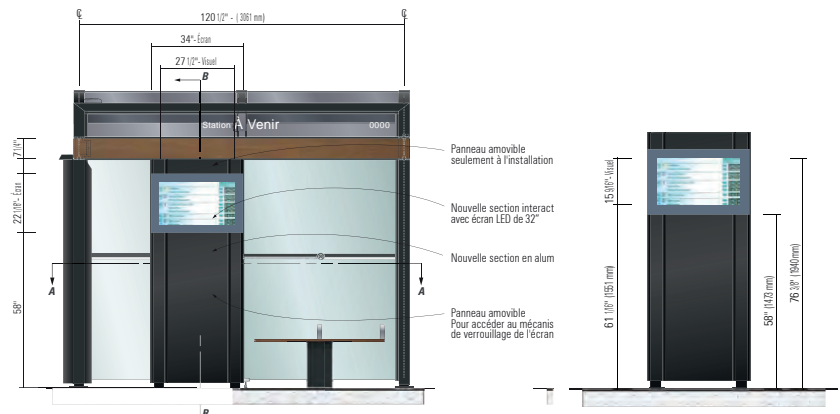 C̸L C̸L
120 1/2" - ( 3061 mm)
34"- Écran
27 1/2"- Visuel
B
Station À Venir 0000
7 1/4"
22 1/16"- Écran
58"
A A
B
Panneau amovible
seulement à l'installation
Nouvelle section interact
avec écran LED de 32"
Nouvelle section en alum
Panneau amovible
Pour accéder au mécanis
de verrouillage de l'écran
15 9/16"- Visuel
61 1/16" (1551 mm)
58" (1473 mm)
76 3/8" (1940mm)